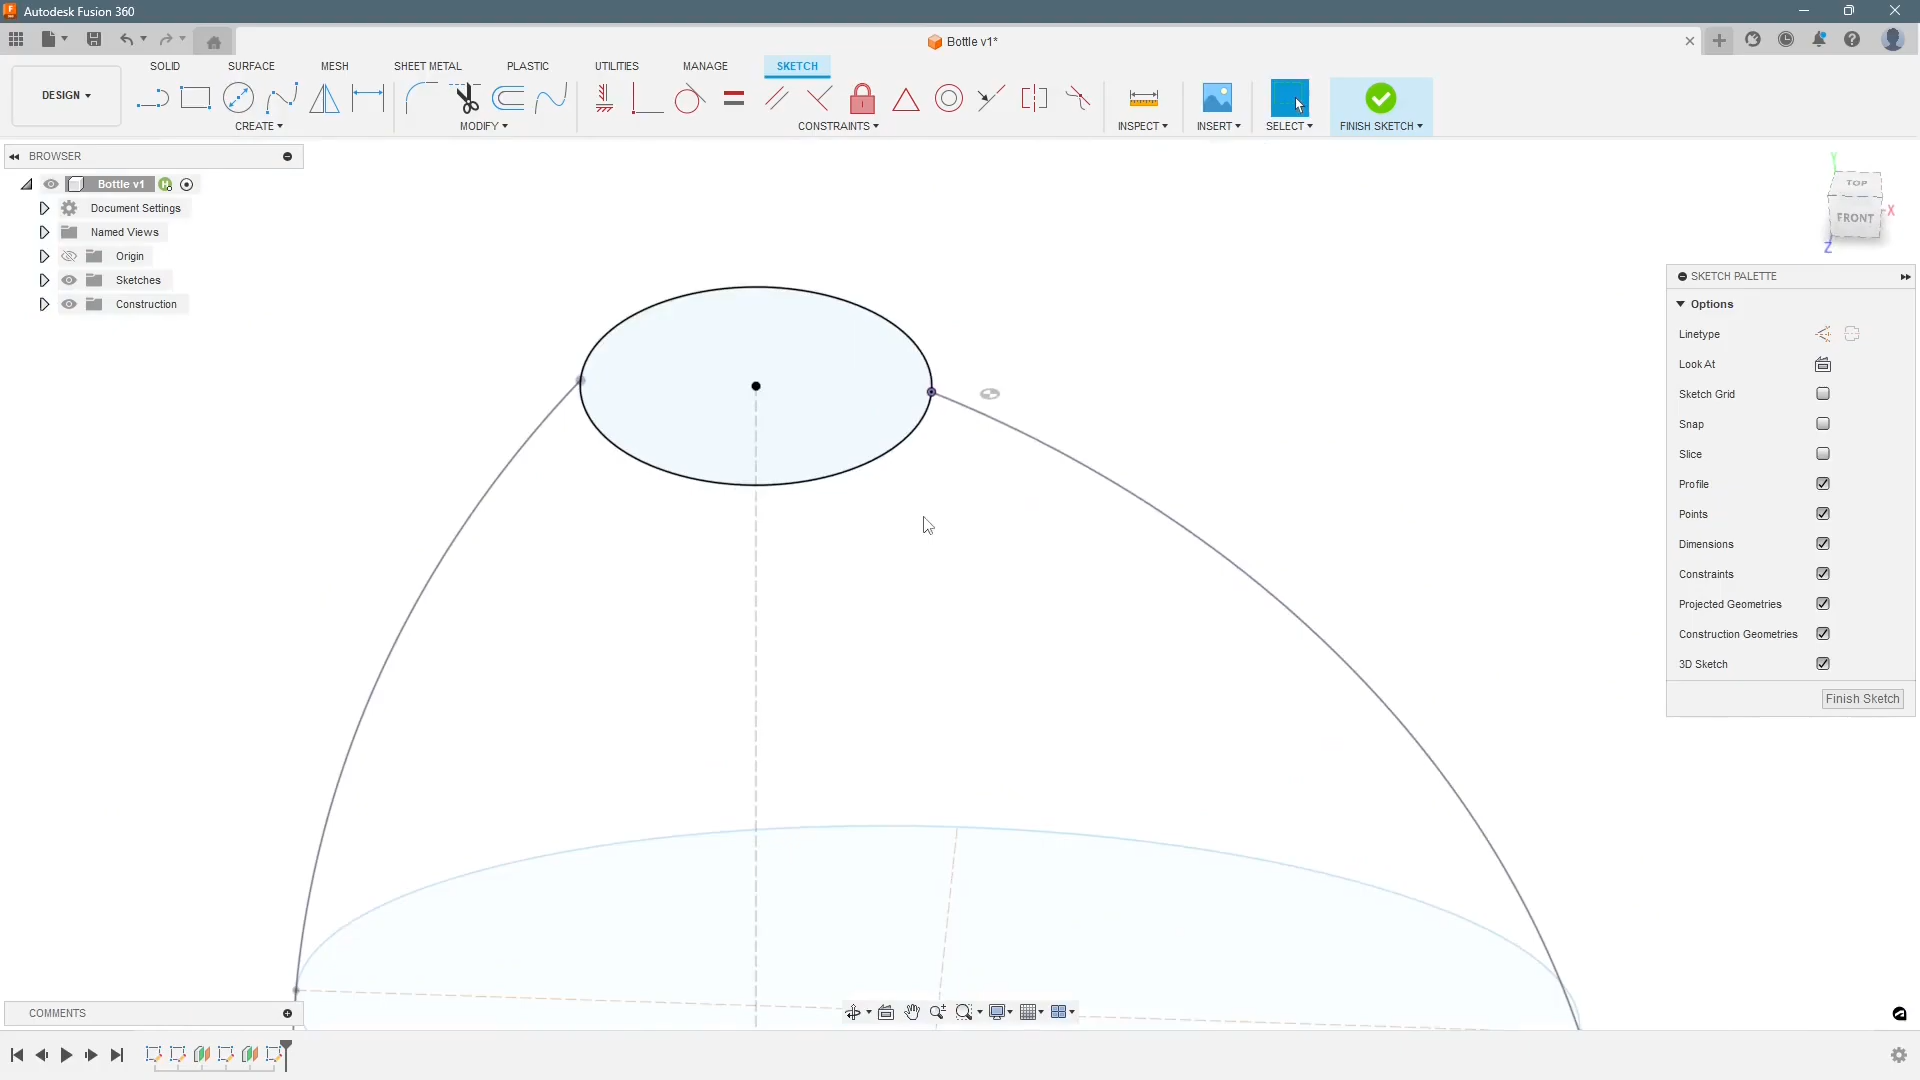 Autodesk Fusion 360
Bottle v1*
SOLID SURFACE MESH SHEET METAL PLASTIC UTILITIES MANAGE SKETCH
DESIGN
CREATE MODIFY CONSTRAINTS INSPECT INSERT SELECT FINISH SKETCH
BROWSER
Bottle v1
Document Settings
Named Views
Origin
Sketches
Construction
Y
TOP
FRONT
X
Z
SKETCH PALETTE
Options
Linetype
Look At
Sketch Grid
Snap
Slice
Profile
Points
Dimensions
Constraints
Projected Geometries
Construction Geometries
3D Sketch
Finish Sketch
COMMENTS